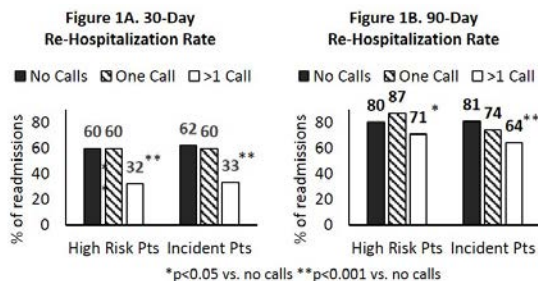 Figure 1A. 30-Day
Re-Hospitalization Rate
■ No Calls One Call >1 Call
% of readmissions
80
60
40
20
0
60 60 32**
62 60 33**
*
*
High Risk Pts Incident Pts
Figure 1B. 90-Day
Re-Hospitalization Rate
■ No Calls One Call >1 Call
% of readmissions
80
60
40
20
0
80 87 71 *
81 74 64**
High Risk Pts Incident Pts
*p<0.05 vs. no calls **p<0.001 vs. no calls